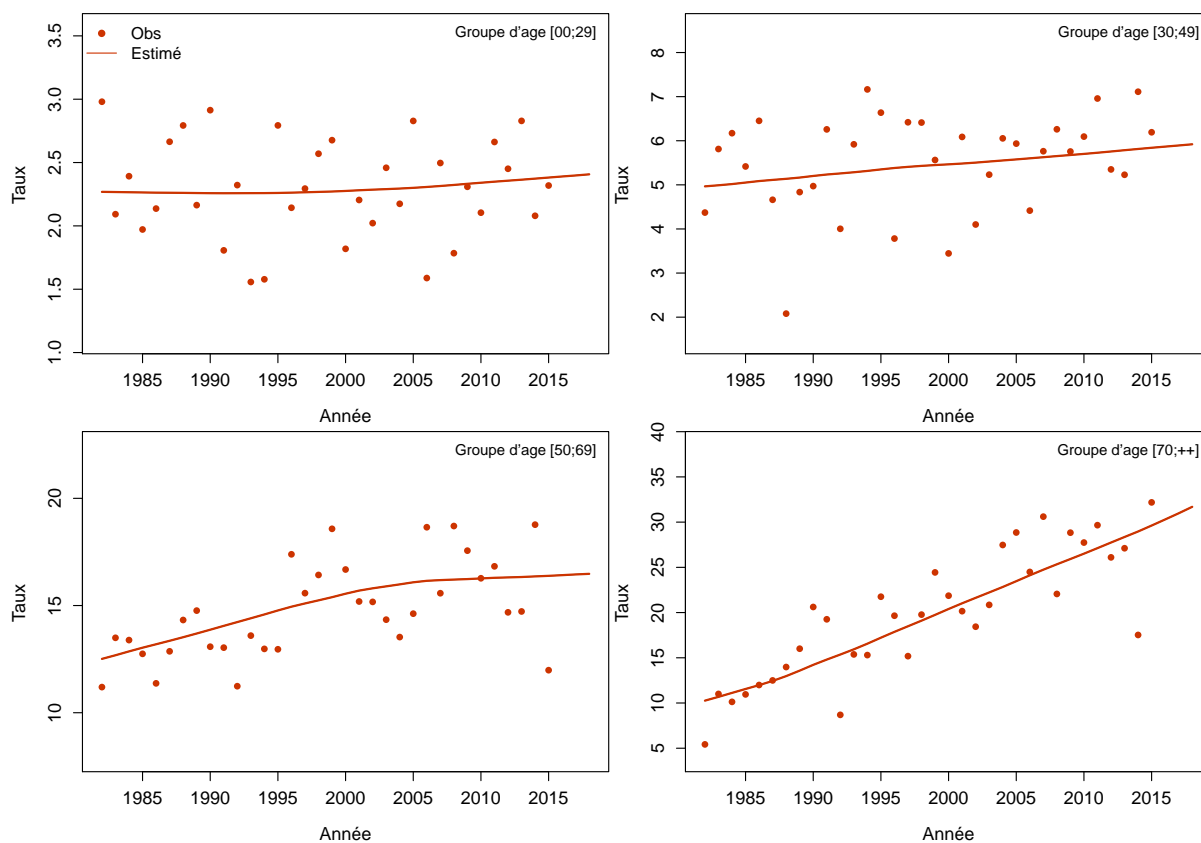 Obs
Estimé
Groupe d'age [00;29]
Taux
3.5
3.0
2.5
2.0
1.5
1.0
1985 1990 1995 2000 2005 2010 2015
Année
Groupe d'age [30;49]
Taux
8
7
6
5
4
3
2
1985 1990 1995 2000 2005 2010 2015
Année
Groupe d'age [50;69]
Taux
20
15
10
1985 1990 1995 2000 2005 2010 2015
Année
Groupe d'age [70;++]
Taux
40
35
30
25
20
15
10
5
1985 1990 1995 2000 2005 2010 2015
Année